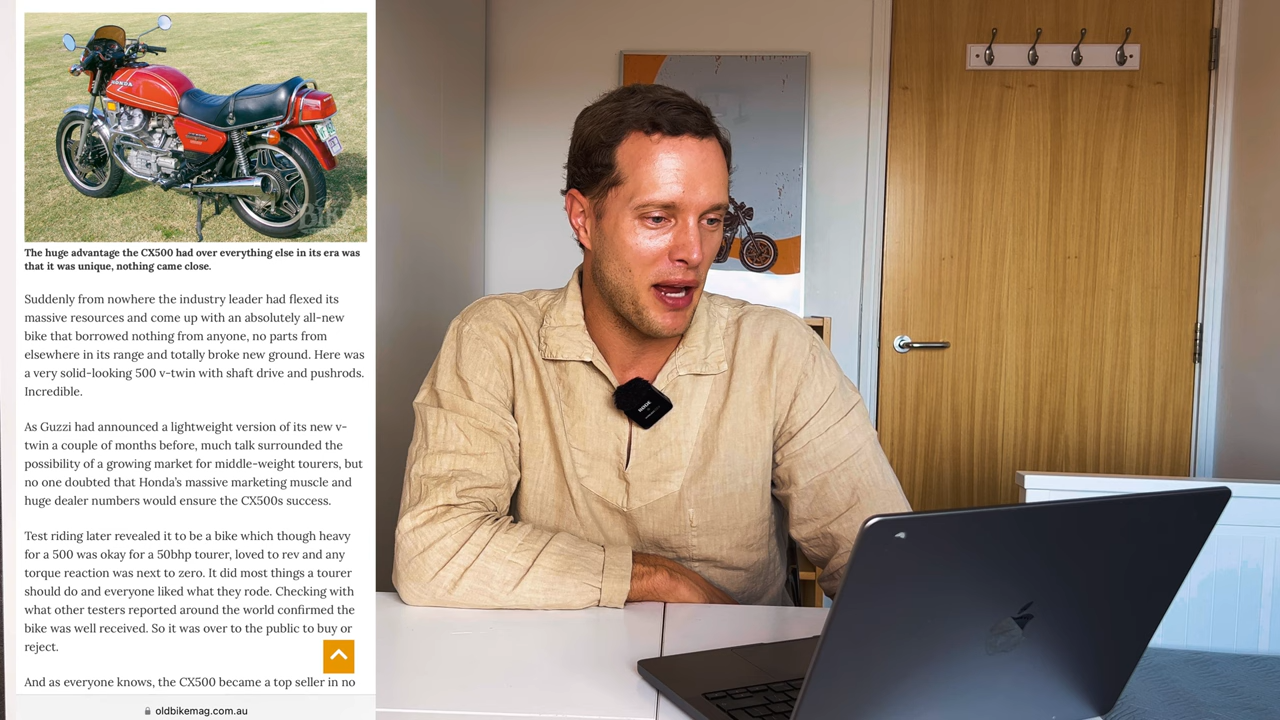 HONDA
The huge advantage the CX500 had over everything else in its era was
that it was unique, nothing came close.
Suddenly from nowhere the industry leader had flexed its
massive resources and come up with an absolutely all-new
bike that borrowed nothing from anyone, no parts from
elsewhere in its range and totally broke new ground. Here was
a very solid-looking 500 v-twin with shaft drive and pushrods.
Incredible.
As Guzzi had announced a lightweight version of its new v-
twin a couple of months before, much talk surrounded the
possibility of a growing market for middle-weight tourers, but
no one doubted that Honda's massive marketing muscle and
huge dealer numbers would ensure the CX500s success.
Test riding later revealed it to be a bike which though heavy
for a 500 was okay for a 50bhp tourer, loved to rev and any
torque reaction was next to zero. It did most things a tourer
should do and everyone liked what they rode. Checking with
what other testers reported around the world confirmed the
bike was well received. So it was over to the public to buy or
reject.
And as everyone knows, the CX500 became a top seller in no
oldbikemag.com.au
RØDE